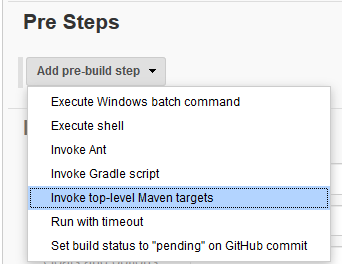 Pre Steps
Add pre-build step
Execute Windows batch command
Execute shell
Invoke Ant
Invoke Gradle script
Invoke top-level Maven targets
Run with timeout
Set build status to "pending" on GitHub commit